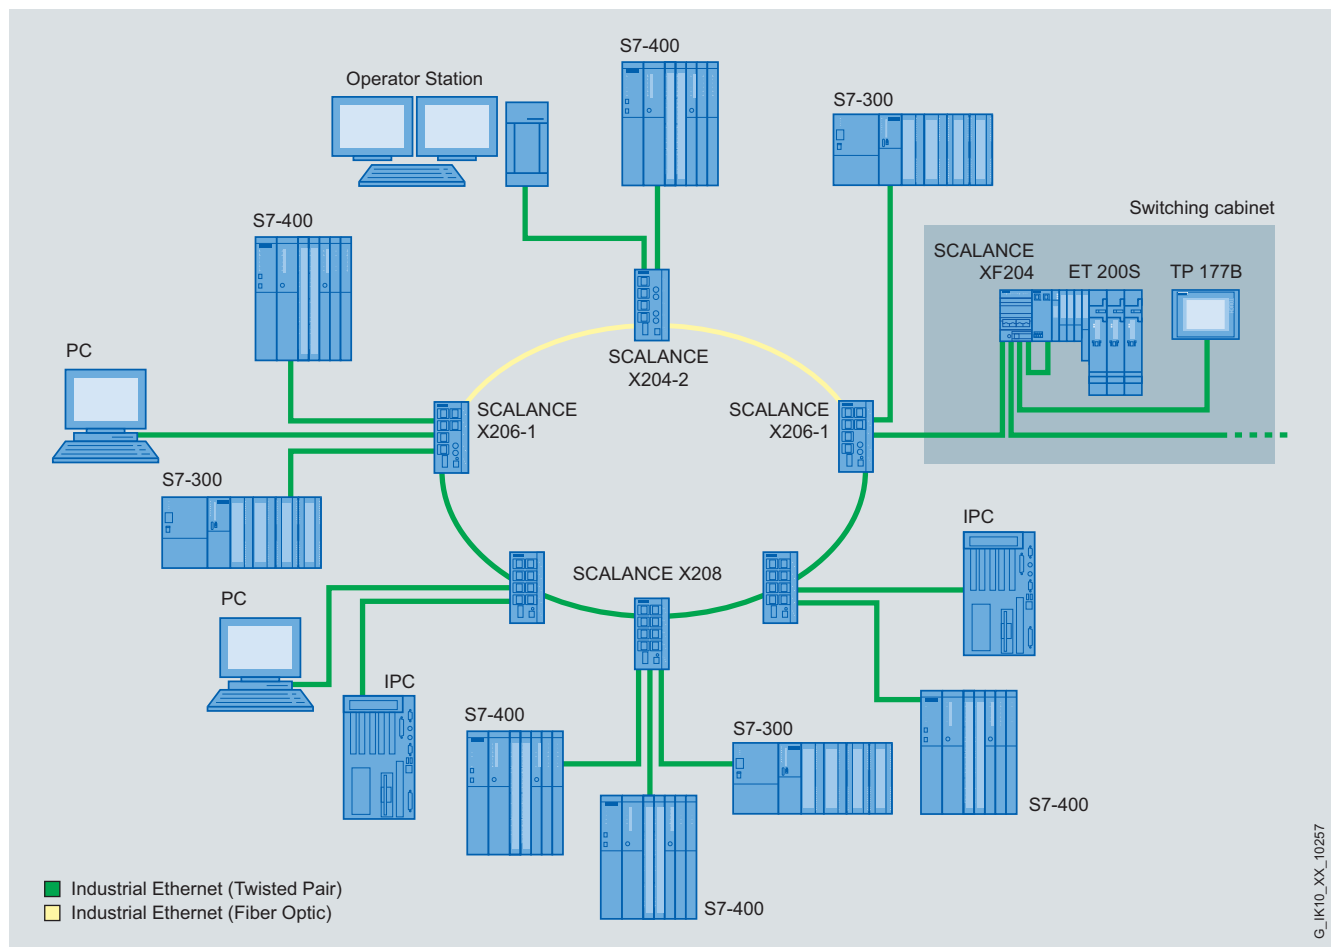 S7-400
Operator Station
S7-300
Switching cabinet
S7-400
SCALANCE
XF204
ET 200S
TP 177B
PC
SCALANCE
X204-2
SCALANCE
X206-1
SCALANCE
X206-1
S7-300
IPC
SCALANCE X208
PC
IPC
S7-400
S7-300
S7-400
S7-400
Industrial Ethernet (Twisted Pair)
Industrial Ethernet (Fiber Optic)
G_IK10_XX_10257